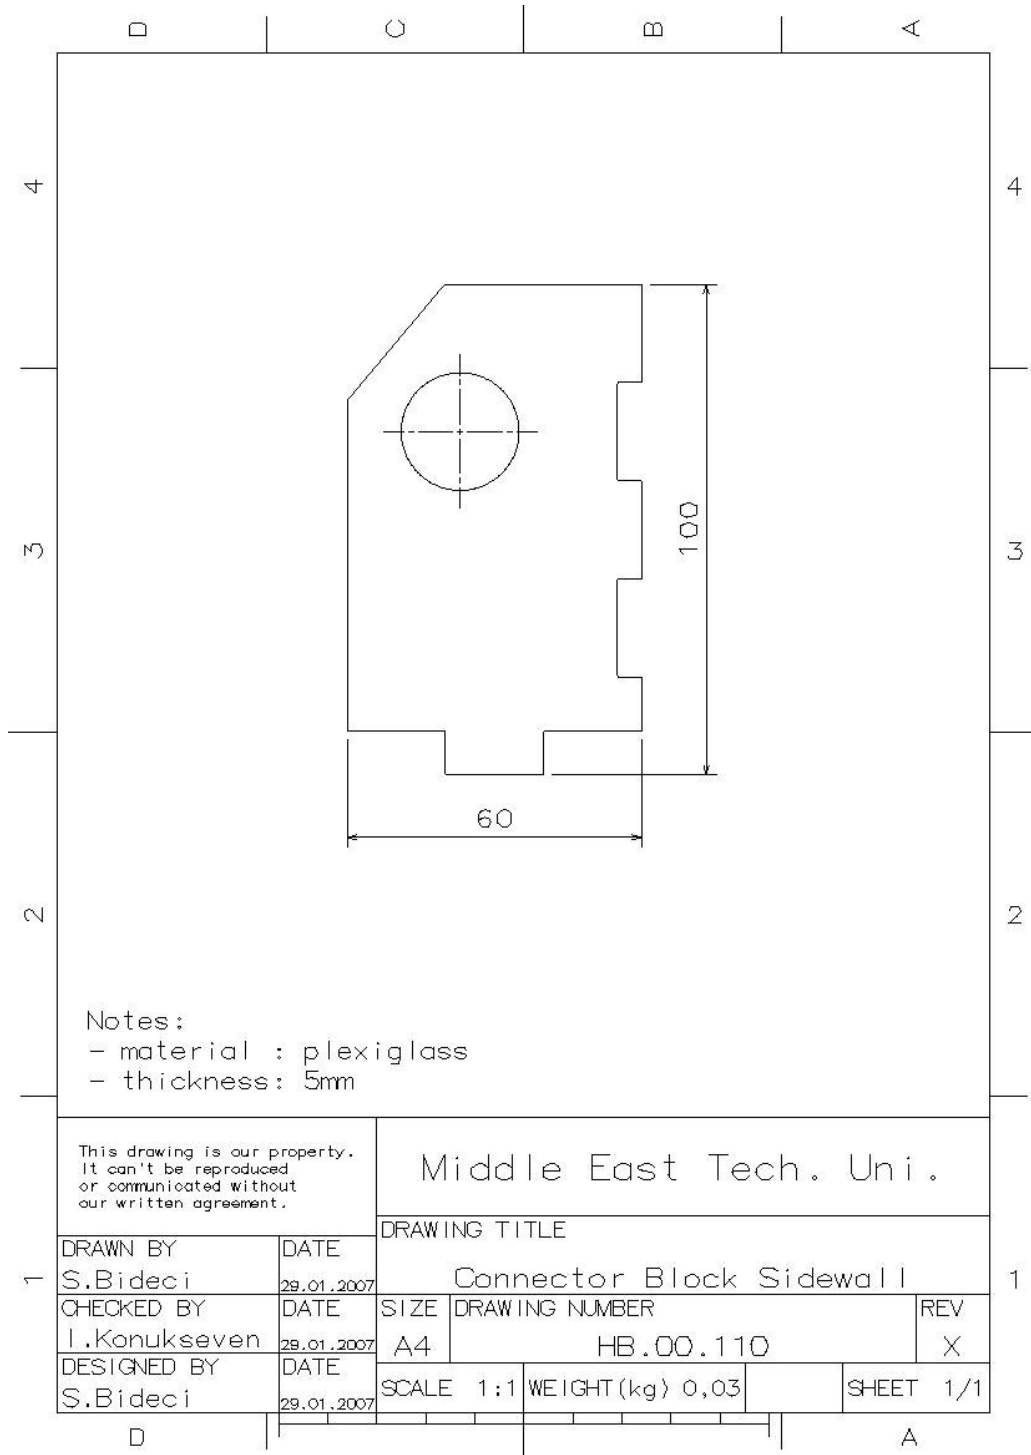 D C B A
4 4
3 3
100
60
2 2
Notes:
- material : plexiglass
- thickness: 5mm
This drawing is our property.
It can't be reproduced
or communicated without
our written agreement.
Middle East Tech. Uni.
DRAWING TITLE
Connector Block Sidewall
DRAWN BY DATE
S.Bideci 29.01.2007
1 1
CHECKED BY DATE
I.Konukseven 29.01.2007
SIZE DRAWING NUMBER REV
A4 HB.00.110 X
DESIGNED BY DATE
S.Bideci 29.01.2007
SCALE 1:1 WEIGHT(kg) 0,03 SHEET 1/1
D A